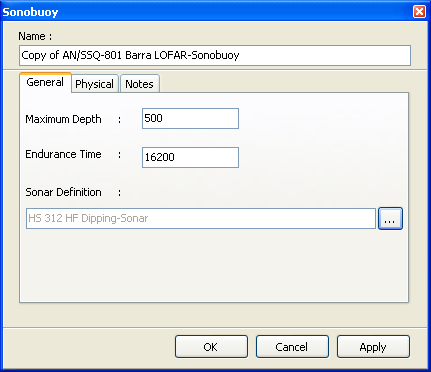 Sonobuoy
Name :
Copy of AN/SSQ-801 Barra LOFAR-Sonobuoy
General Physical Notes
Maximum Depth : 500
Endurance Time : 16200
Sonar Definition :
HS 312 HF Dipping-Sonar ...
OK Cancel Apply